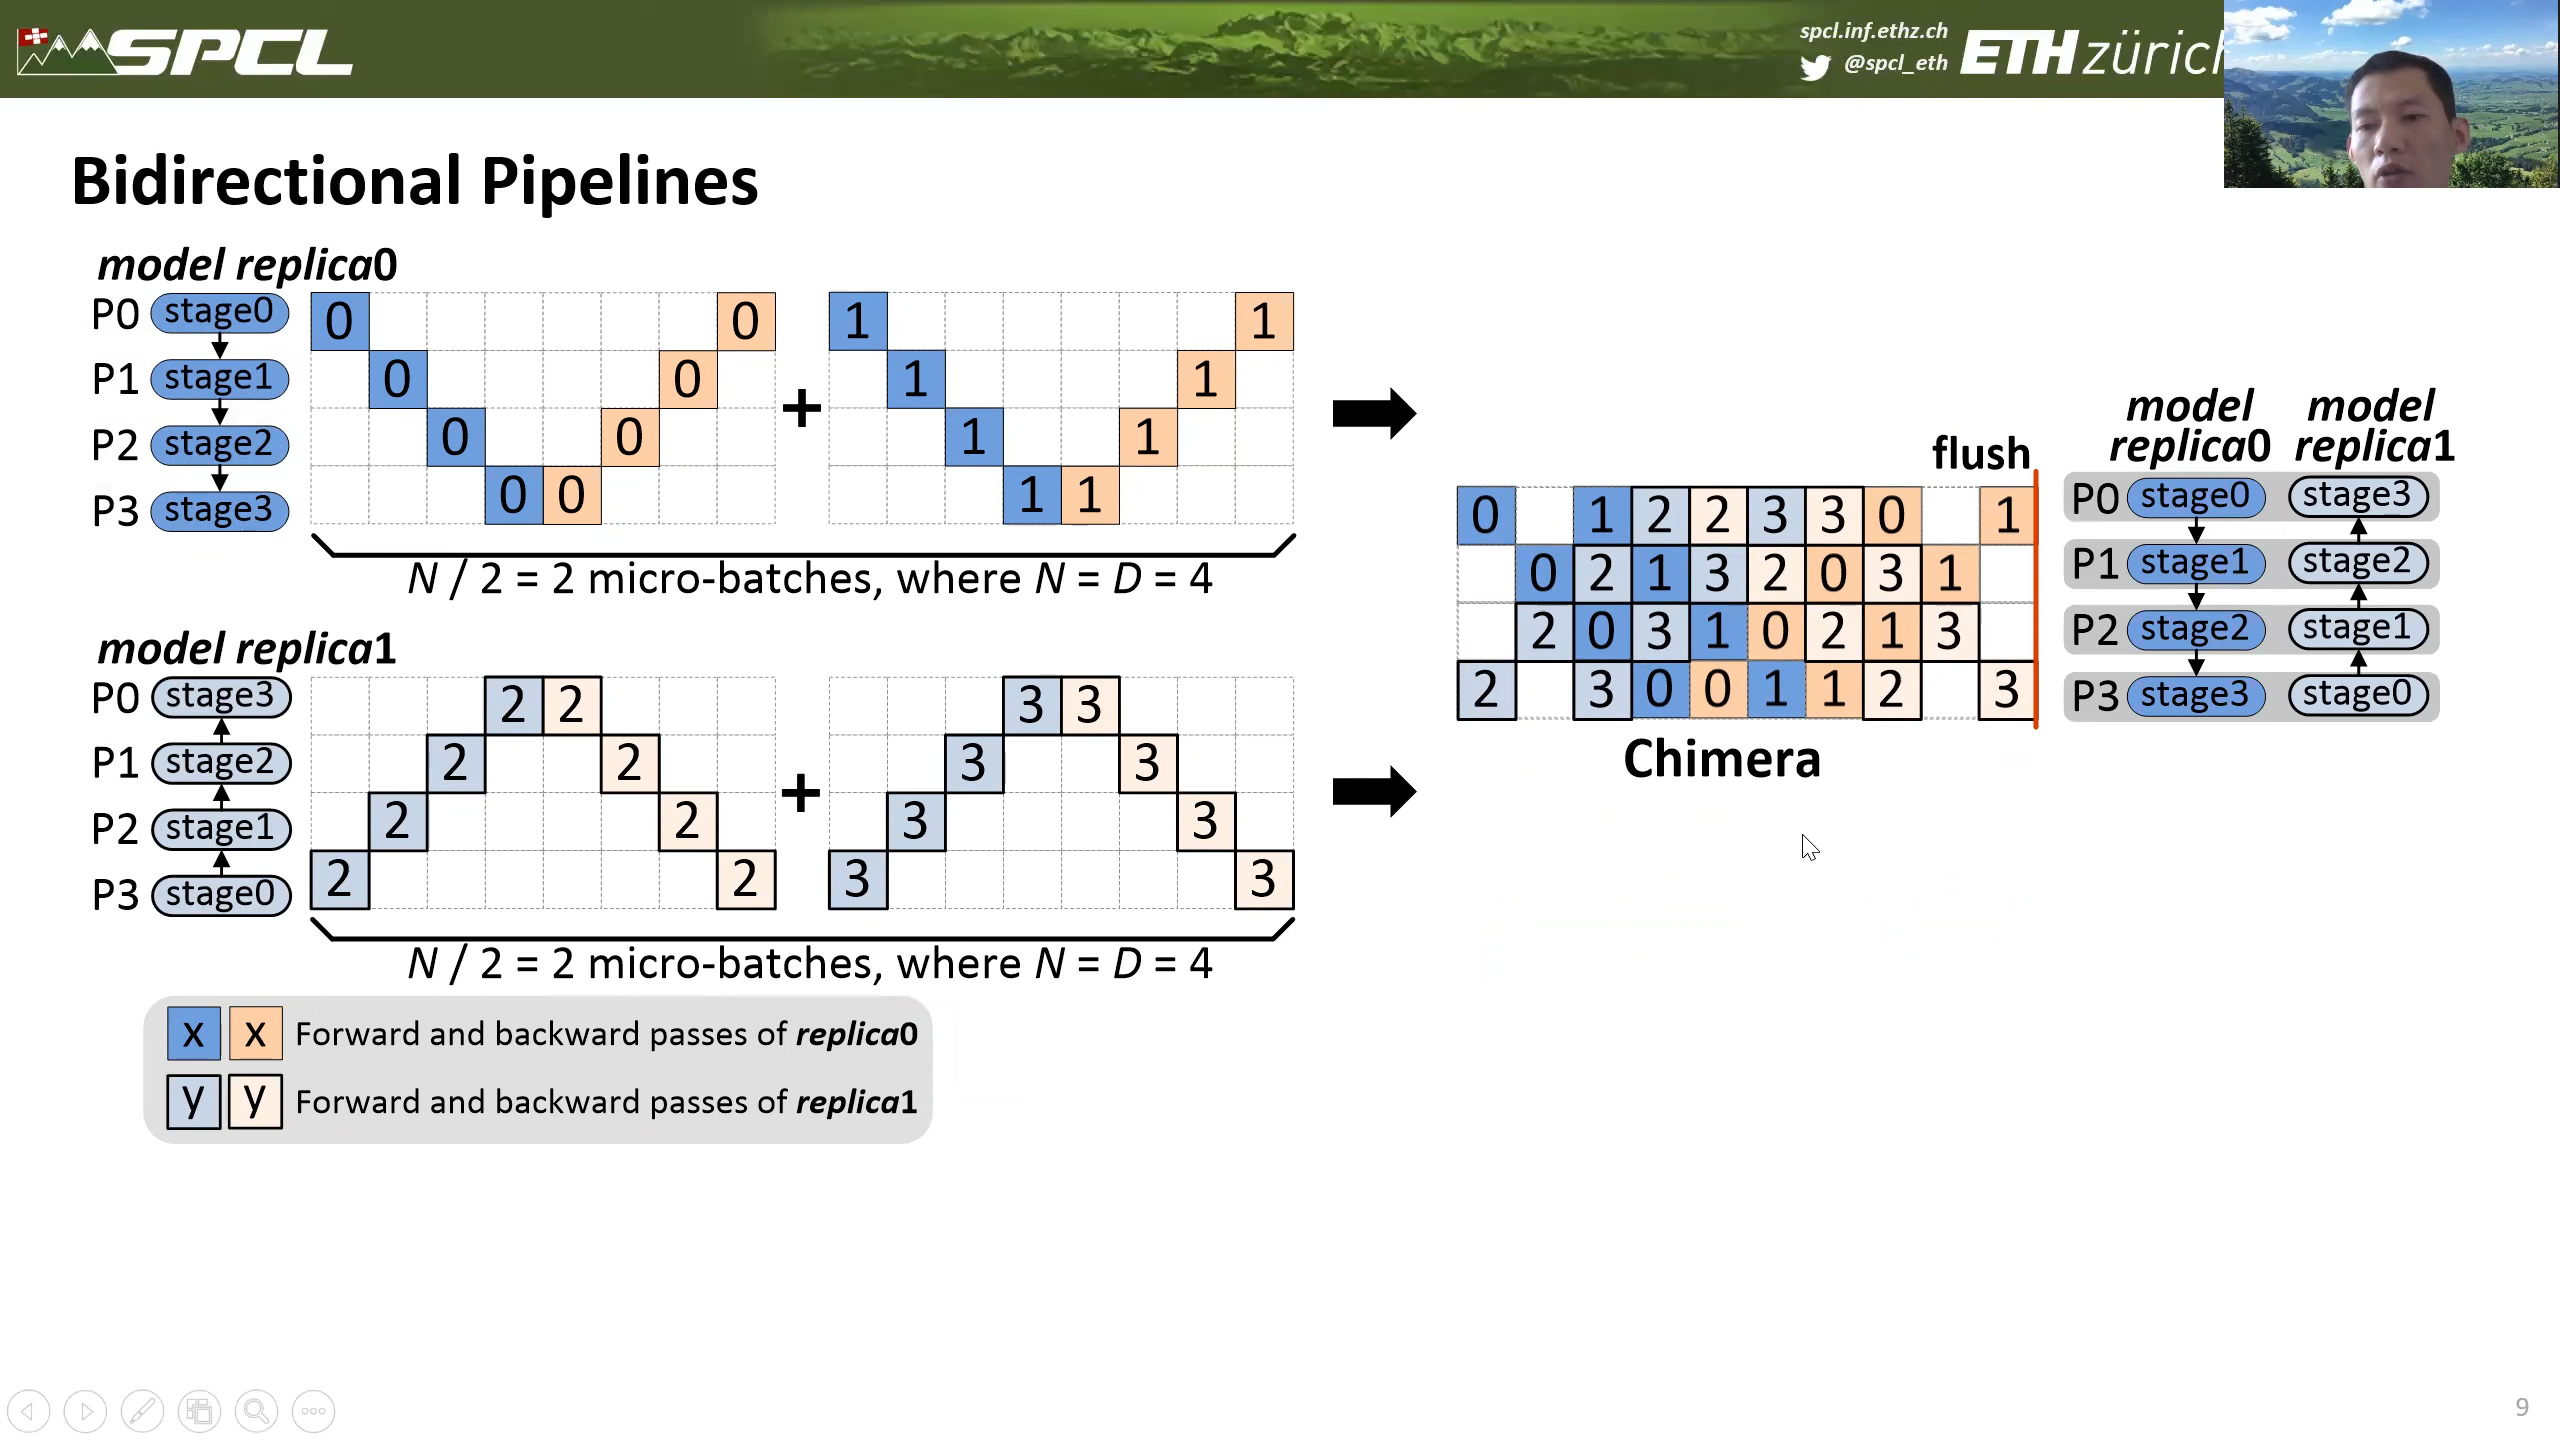 SPCL
spcl.inf.ethz.ch
@spcl_eth
ETH züric
Bidirectional Pipelines
model replica0
P0 stage0
P1 stage1
P2 stage2
P3 stage3
0 0
0 0
0 0
0 0
+
1 1
1 1
1 1
1 1
N / 2 = 2 micro-batches, where N = D = 4
model replica1
P0 stage3
P1 stage2
P2 stage1
P3 stage0
2 2
2 2
2 2
2 2
+
3 3
3 3
3 3
3 3
N / 2 = 2 micro-batches, where N = D = 4
x x Forward and backward passes of replica0
y y Forward and backward passes of replica1
flush
0 1 2 2 3 3 0 1
0 2 1 3 2 0 3 1
2 0 3 1 0 2 1 3
2 3 0 0 1 1 2 3
Chimera
model replica0
model replica1
P0 stage0 stage3
P1 stage1 stage2
P2 stage2 stage1
P3 stage3 stage0
9